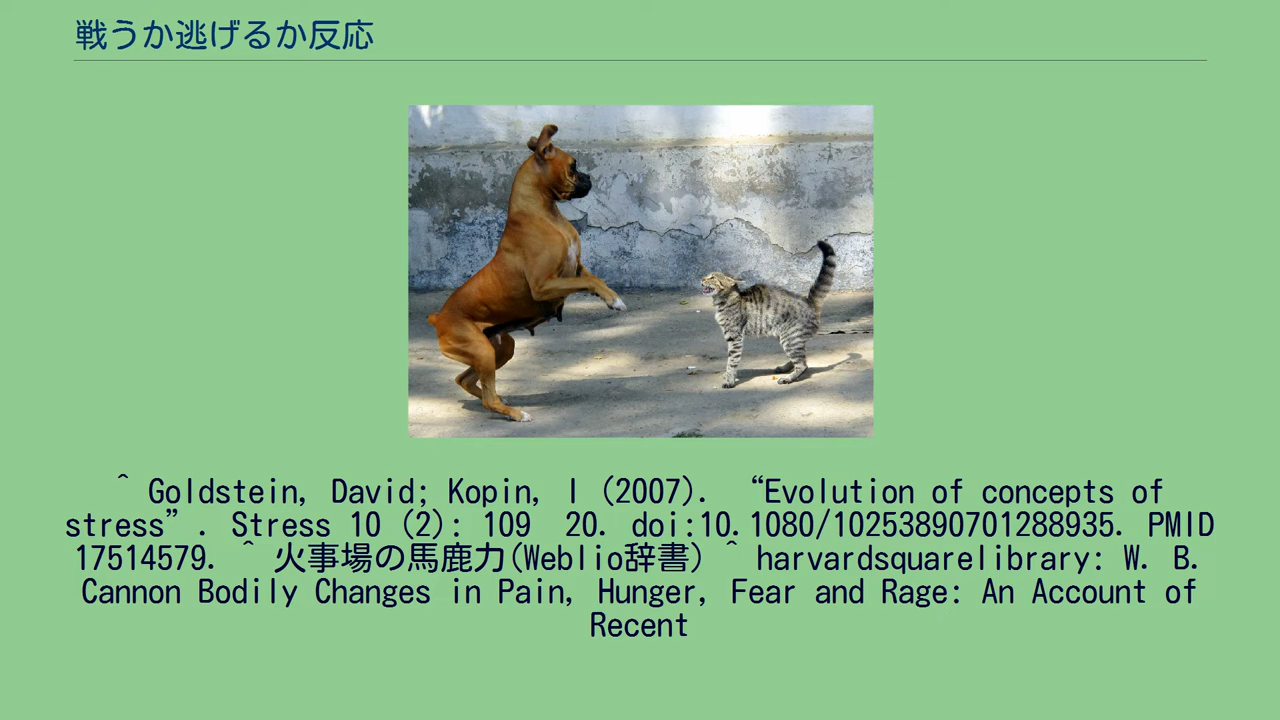 戦うか逃げるか反応
^ Goldstein, David; Kopin, I (2007). “Evolution of concepts of
stress”. Stress 10 (2): 109 20. doi:10.1080/10253890701288935. PMID
17514579. ^ 火事場の馬鹿力(Weblio辞書) ^ harvardsquarelibrary: W. B.
Cannon Bodily Changes in Pain, Hunger, Fear and Rage: An Account of
Recent